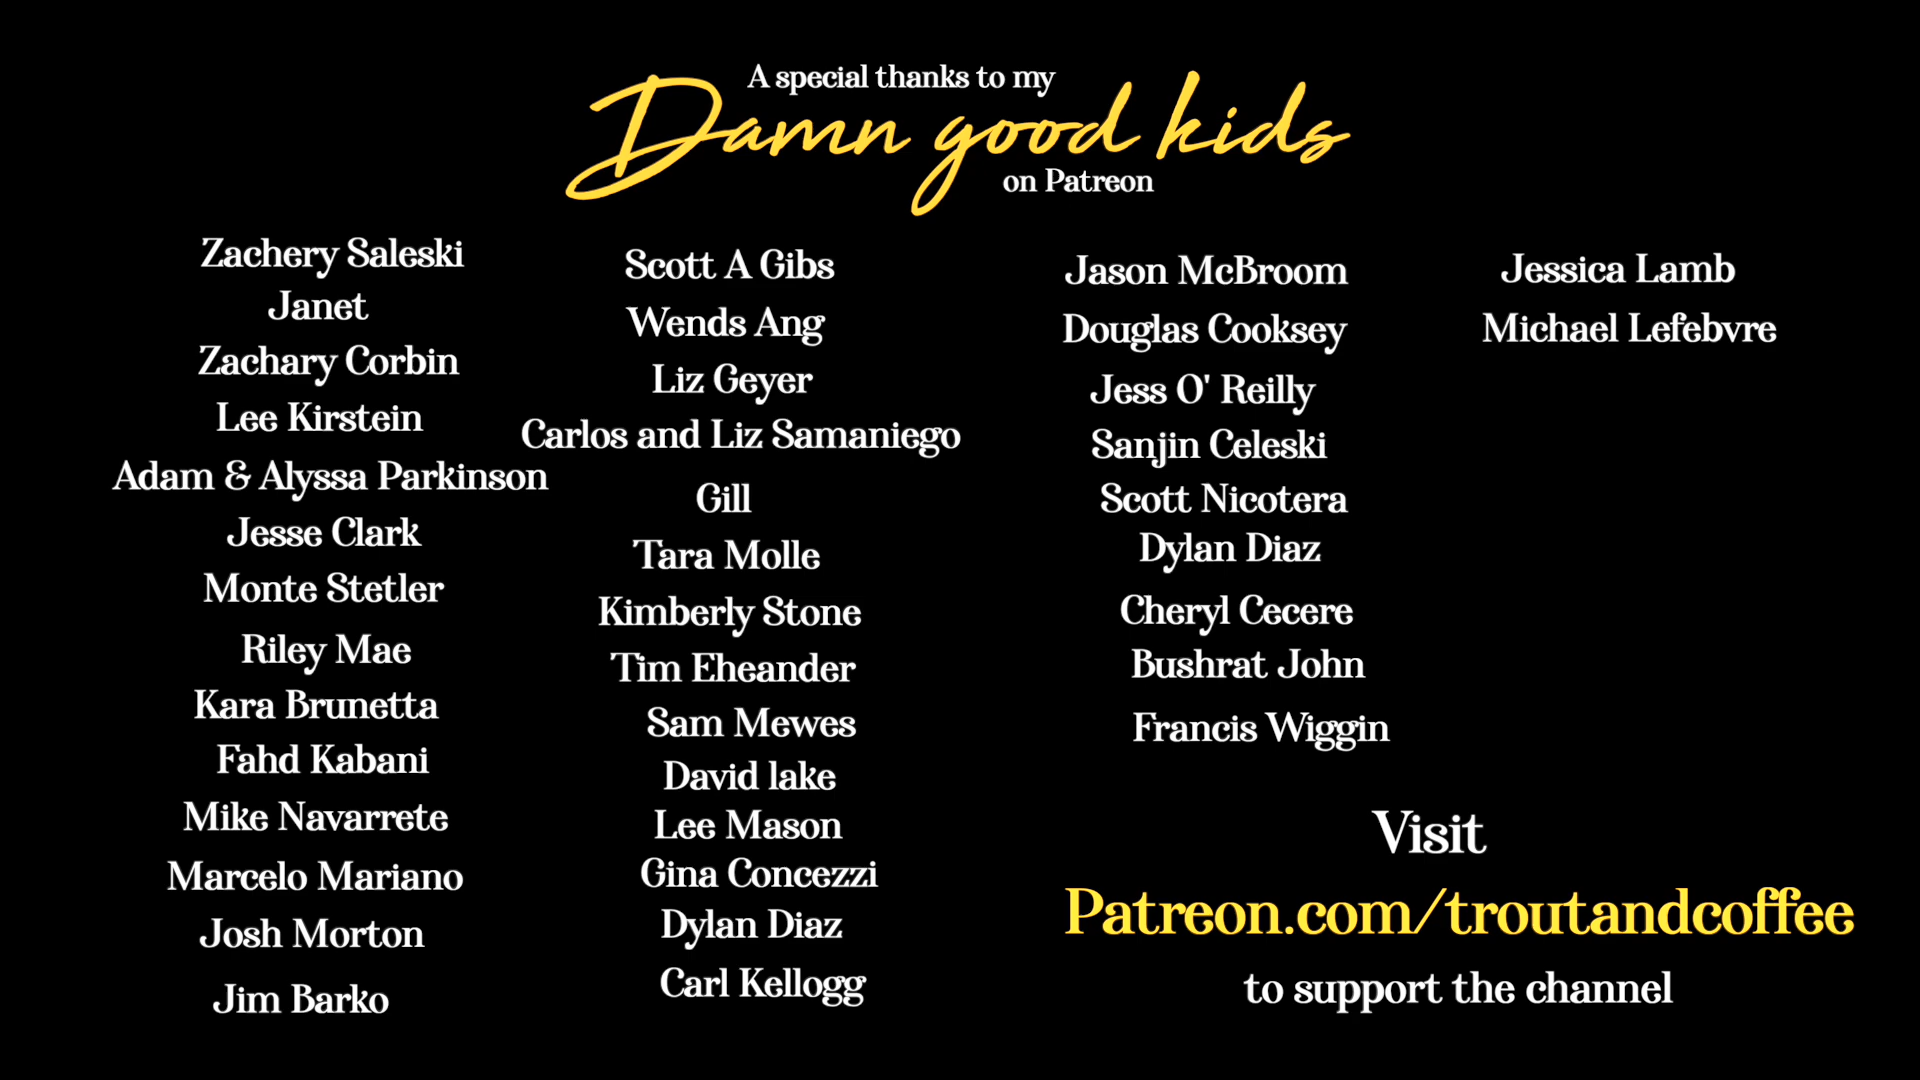 A special thanks to my
Damn good kids
on Patreon
Zachery Saleski
Janet
Zachary Corbin
Lee Kirstein
Adam & Alyssa Parkinson
Jesse Clark
Monte Stetler
Riley Mae
Kara Brunetta
Fahd Kabani
Mike Navarrete
Marcelo Mariano
Josh Morton
Jim Barko
Scott A Gibs
Wends Ang
Liz Geyer
Carlos and Liz Samaniego
Gill
Tara Molle
Kimberly Stone
Tim Eheander
Sam Mewes
David lake
Lee Mason
Gina Concezzi
Dylan Diaz
Carl Kellogg
Jason McBroom
Douglas Cooksey
Jess O' Reilly
Sanjin Celeski
Scott Nicotera
Dylan Diaz
Cheryl Cecere
Bushrat John
Francis Wiggin
Jessica Lamb
Michael Lefebvre
Visit
Patreon.com/troutandcoffee
to support the channel